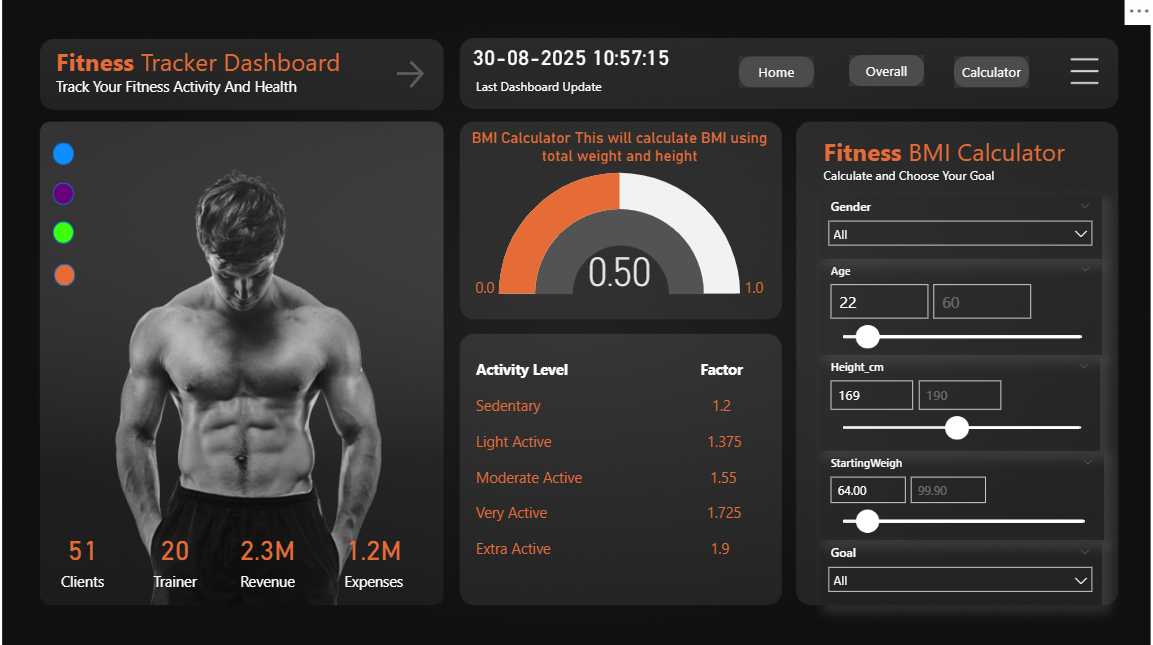 Fitness Tracker Dashboard
Track Your Fitness Activity And Health
30-08-2025 10:57:15
Last Dashboard Update
Home
Overall
Calculator
51
Clients
20
Trainer
2.3M
Revenue
1.2M
Expenses
BMI Calculator This will calculate BMI using
total weight and height
0.50
0.0
1.0
Activity Level Factor
Sedentary 1.2
Light Active 1.375
Moderate Active 1.55
Very Active 1.725
Extra Active 1.9
Fitness BMI Calculator
Calculate and Choose Your Goal
Gender
All
Age
22 60
Height_cm
169 190
StartingWeigh
64.00 99.90
Goal
All